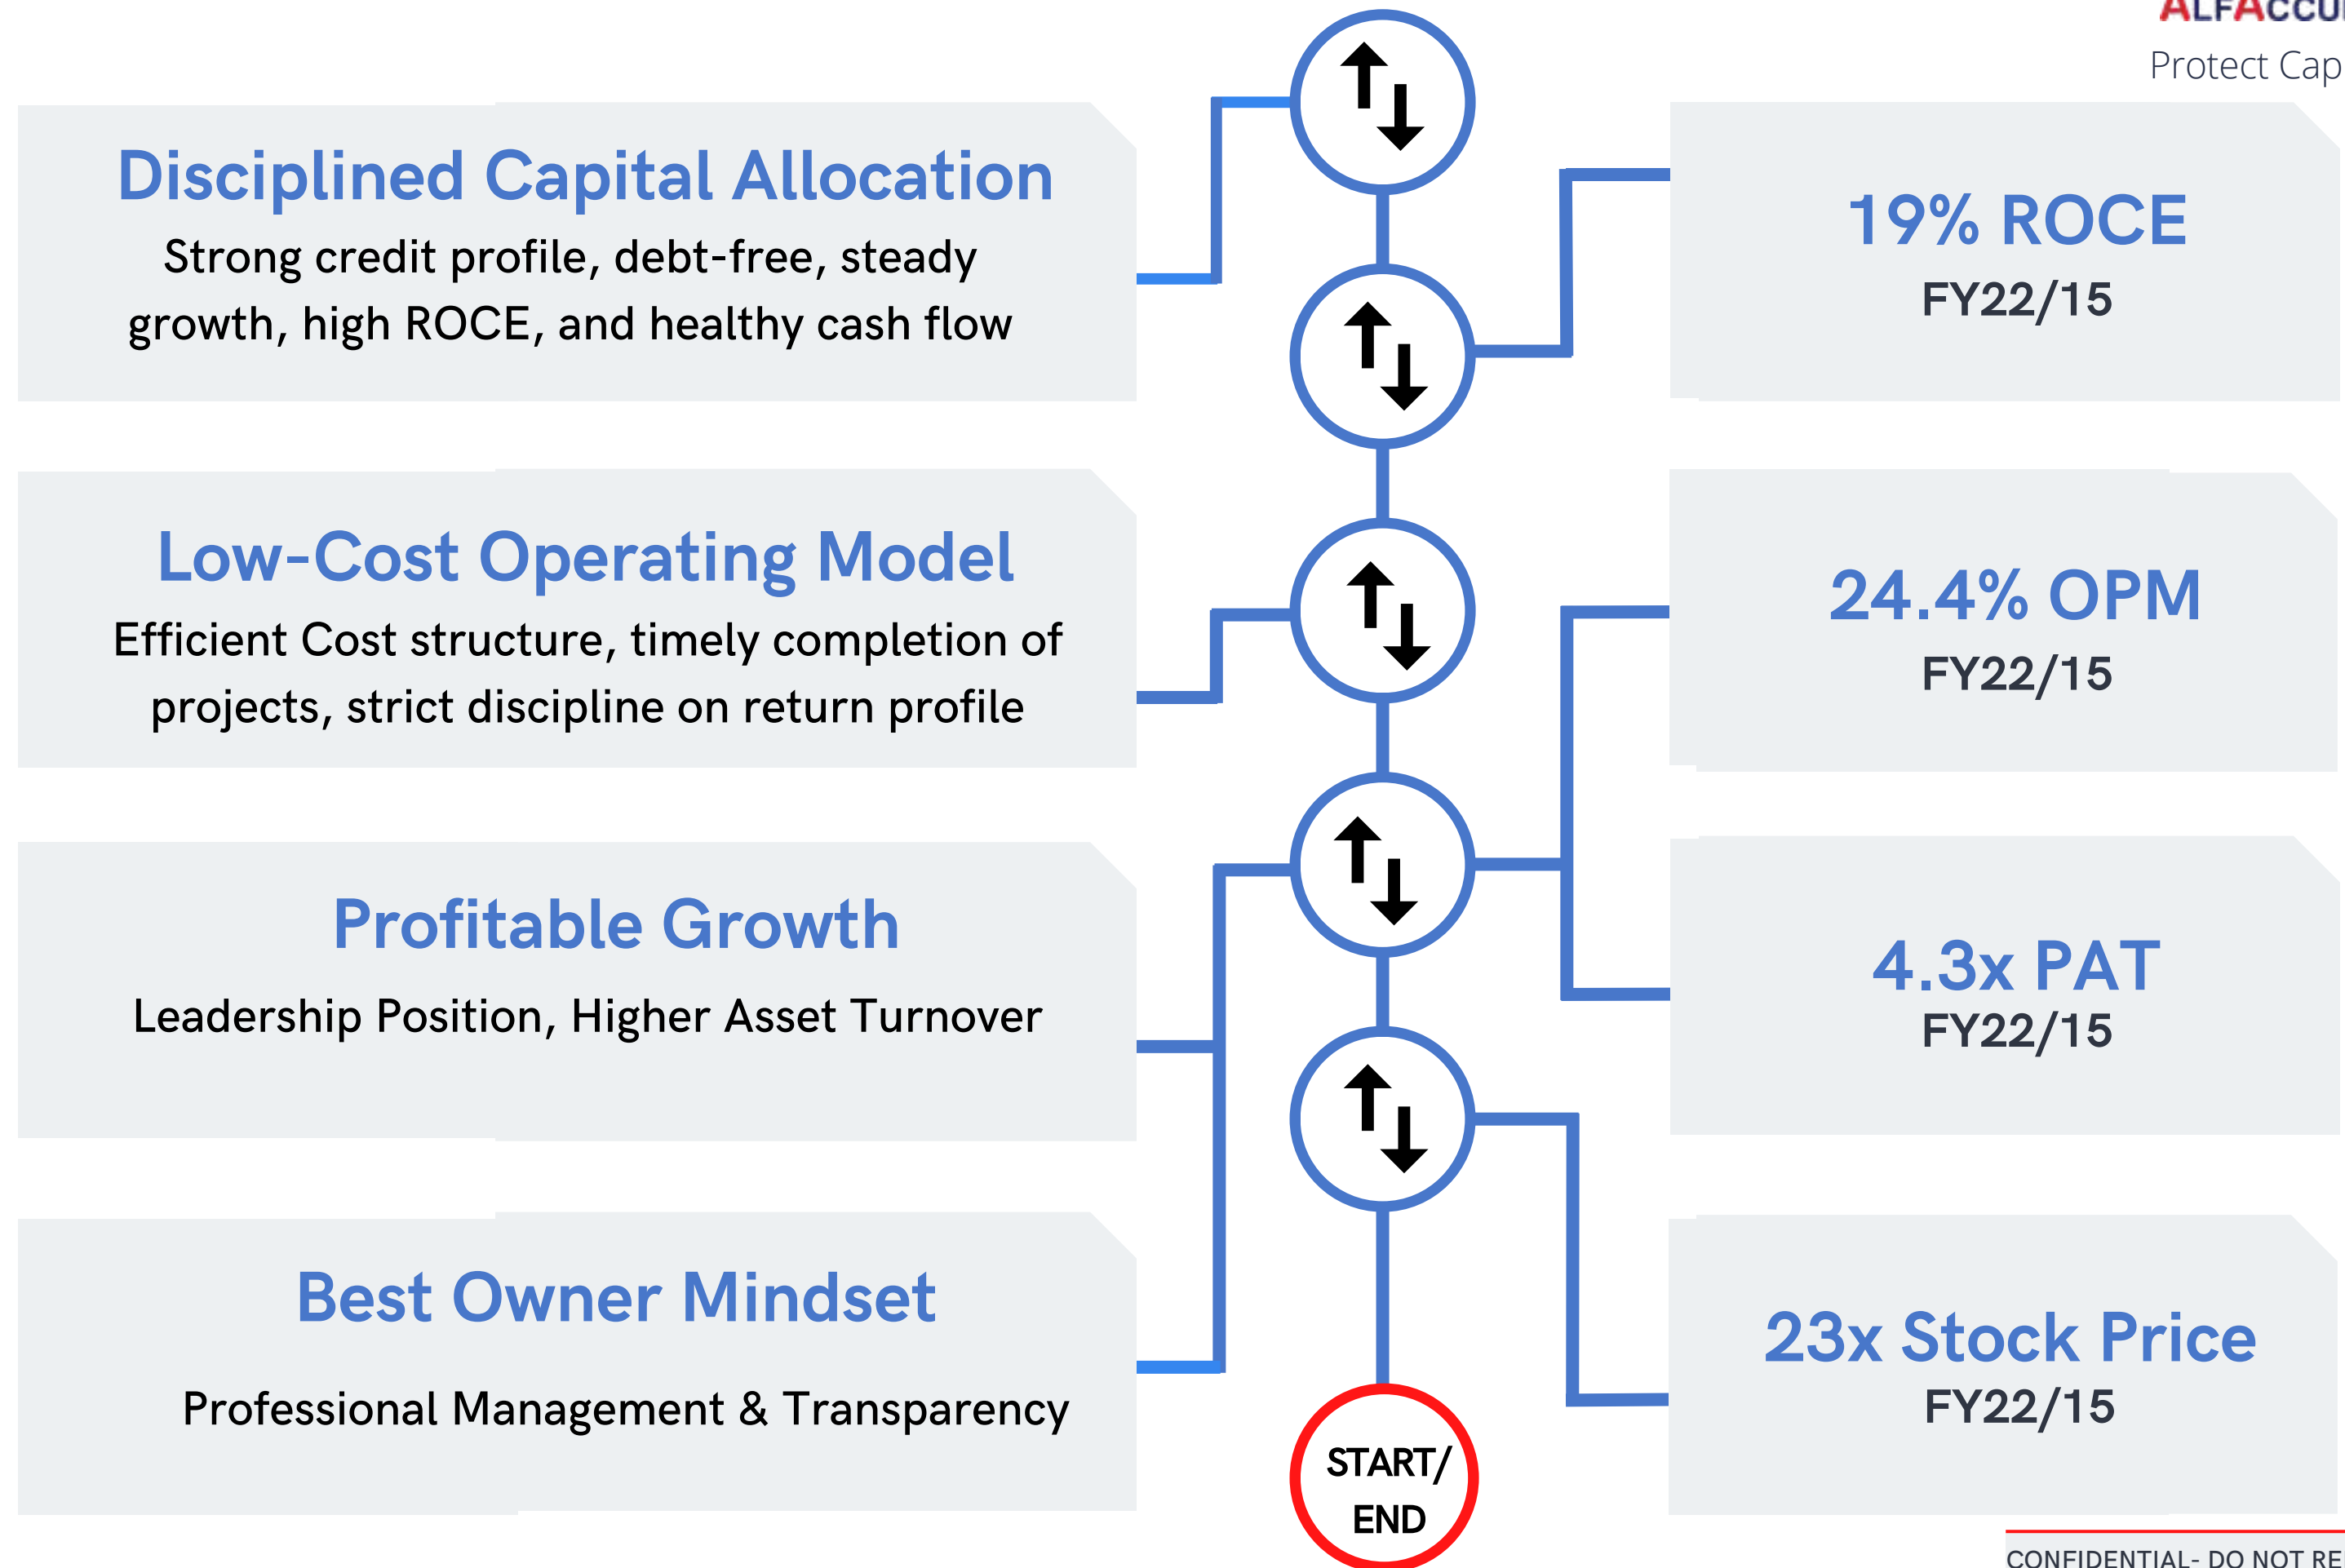 Protect
Disciplined Capital Allocation
Strong credit profile, debt-free, steady
growth, high ROCE, and healthy cash flow
19% ROCE
FY22/15
Low-Cost Operating Model
Efficient Cost structure, timely completion of
projects, strict discipline on return profile
24.4% OPM
FY22/15
Profitable Growth
Leadership Position, Higher Asset Turnover
4.3x PAT
FY22/15
Best Owner Mindset
Professional Management & Transparency
23x Stock Price
FY22/15
START/
END
CONFIDENTIAL- DO NOT